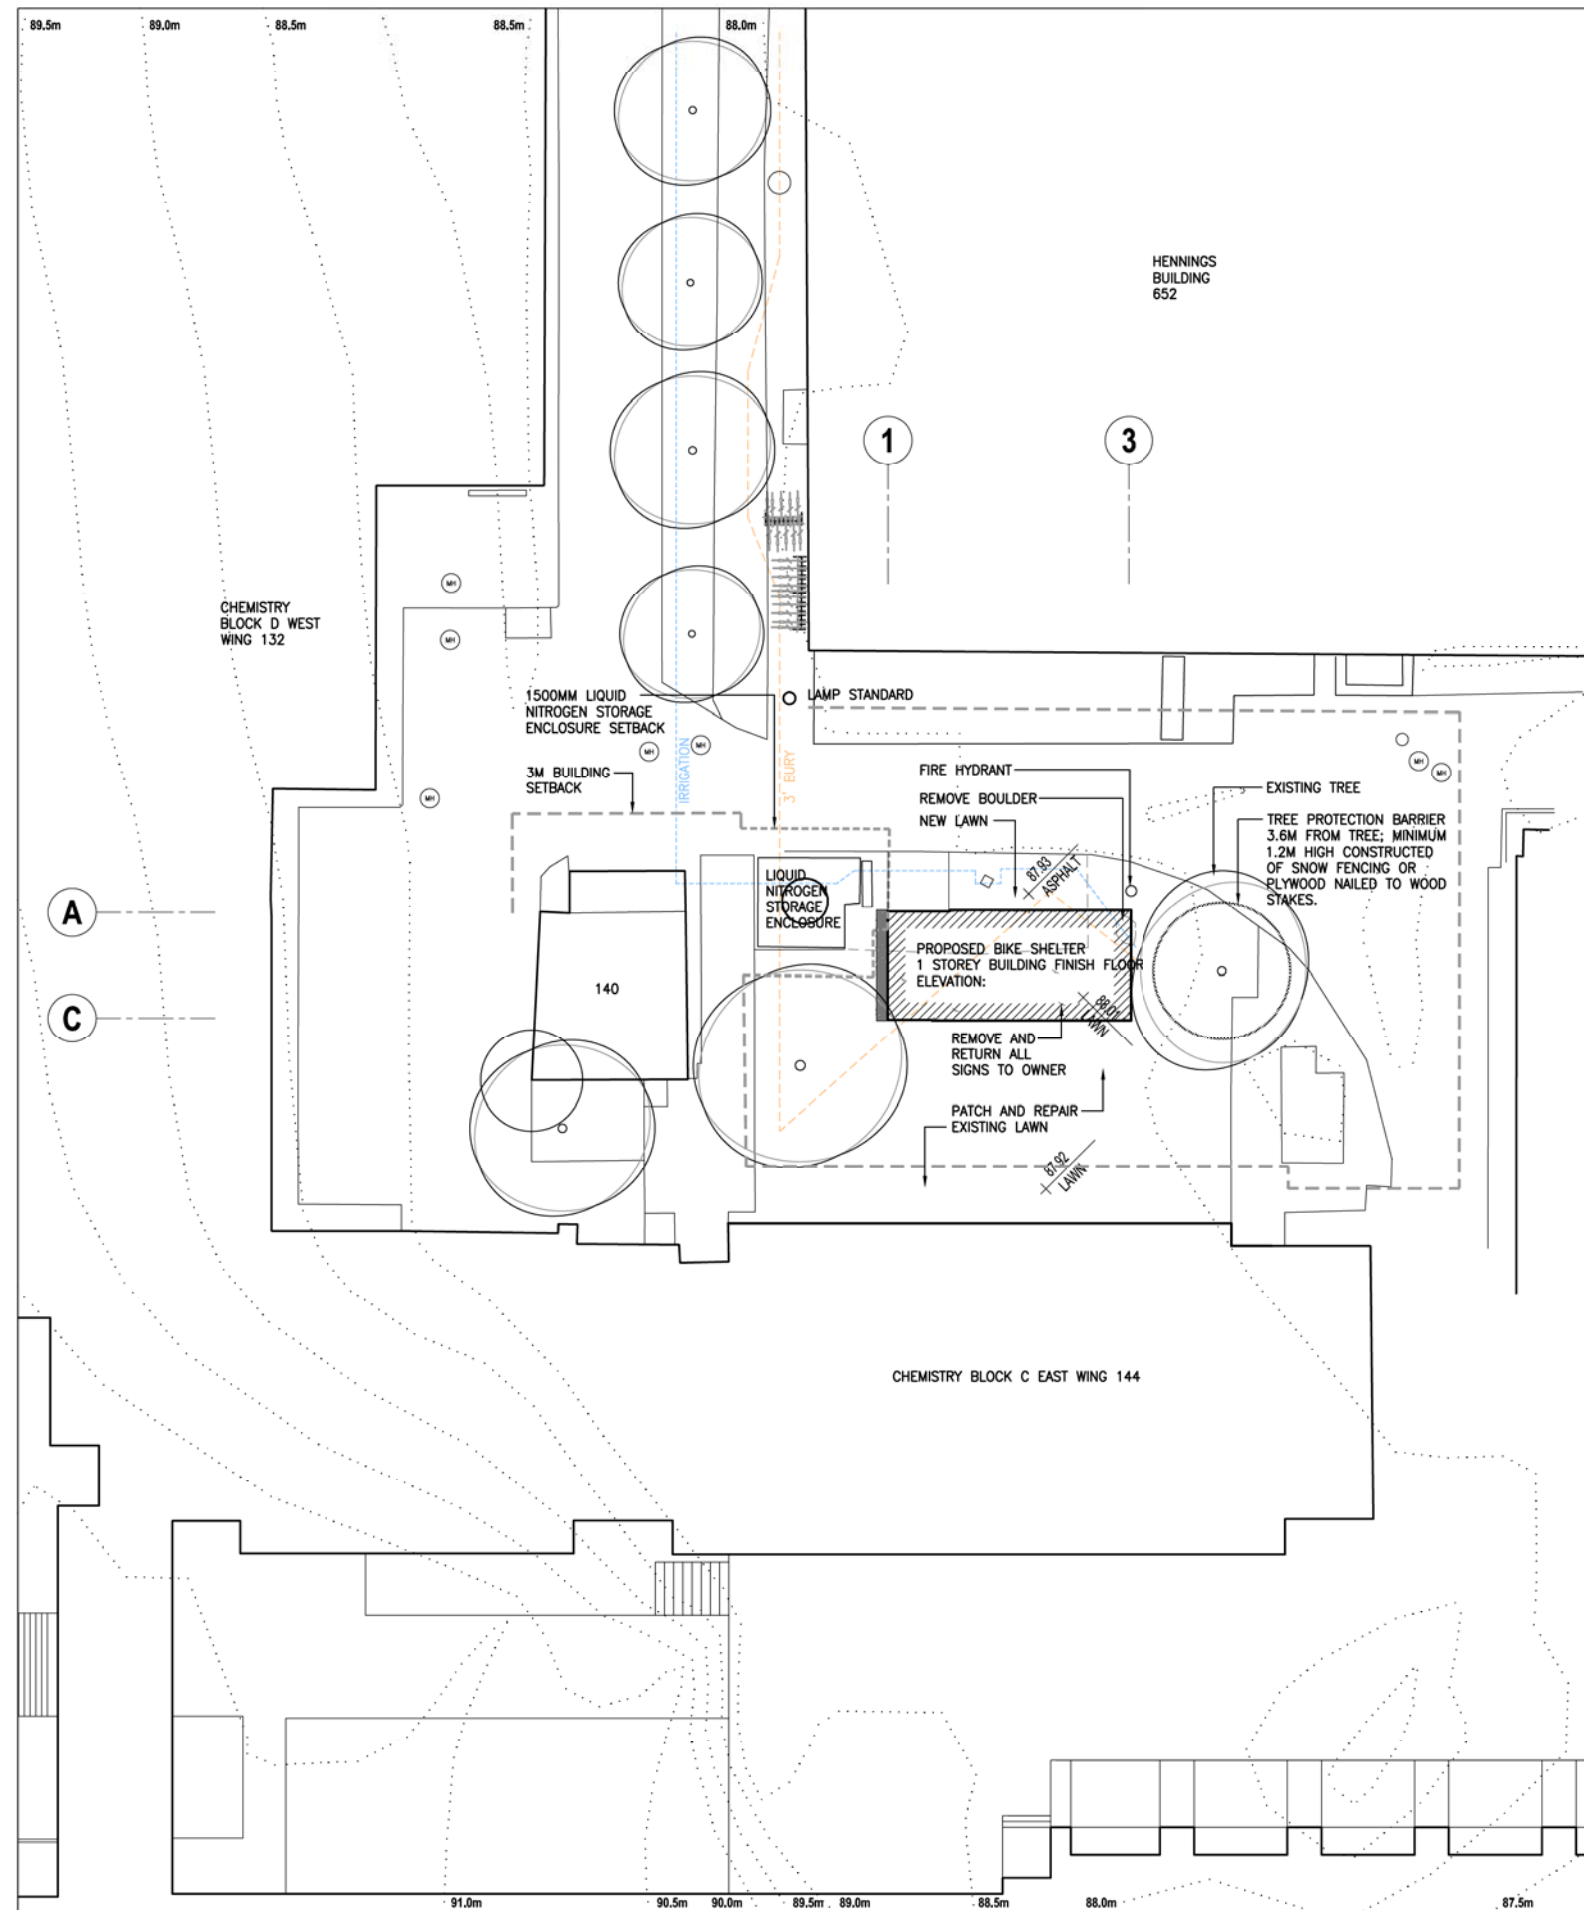 89.5m
89.0m
88.5m
88.5m
88.0m
HENNINGS
BUILDING
652
1
3
MH
MH
CHEMISTRY
BLOCK D WEST
WING 132
1500MM LIQUID
NITROGEN STORAGE
ENCLOSURE SETBACK
LAMP STANDARD
MH
MH
IRRIGATION
3' BURY
3M BUILDING
SETBACK
MH
FIRE HYDRANT
REMOVE BOULDER
NEW LAWN
MH
MH
EXISTING TREE
TREE PROTECTION BARRIER
3.6M FROM TREE; MINIMUM
1.2M HIGH CONSTRUCTED
OF SNOW FENCING OR
PLYWOOD NAILED TO WOOD
STAKES.
87.93
ASPHALT
LIQUID
NITROGEN
STORAGE
ENCLOSURE
A
PROPOSED BIKE SHELTER
1 STOREY BUILDING FINISH FLOOR
ELEVATION:
140
C
88.01
LAWN
REMOVE AND
RETURN ALL
SIGNS TO OWNER
PATCH AND REPAIR
EXISTING LAWN
87.92
LAWN
CHEMISTRY BLOCK C EAST WING 144
91.0m
90.5m
90.0m
89.5m
89.0m
88.5m
88.0m
87.5m